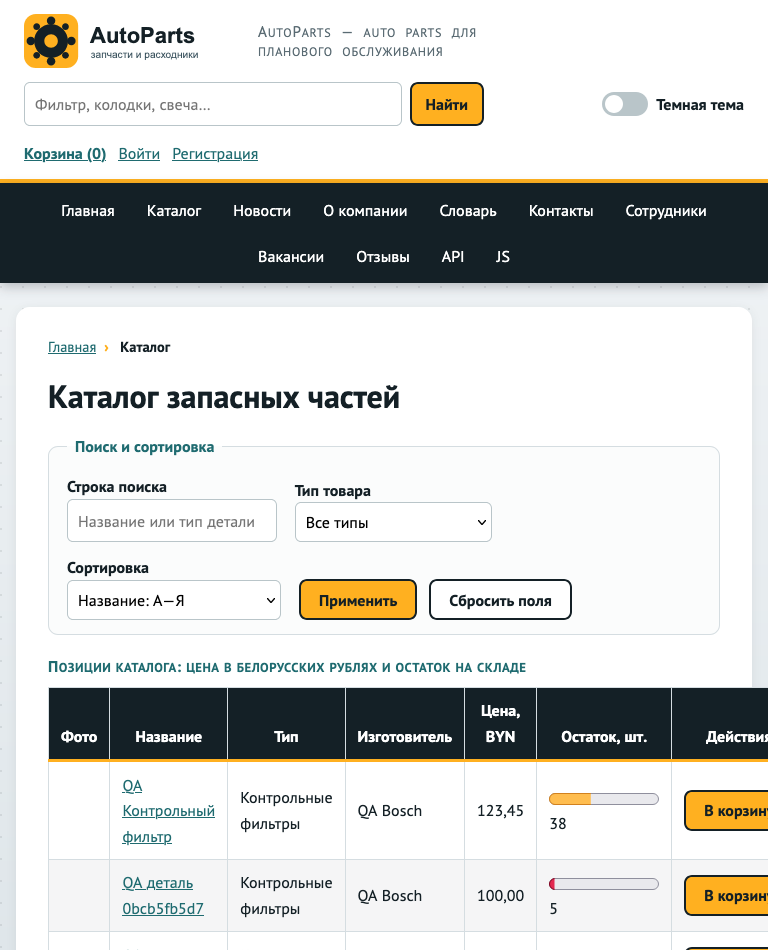 AutoParts
запчасти и расходники
AutoParts — auto parts для
планового обслуживания
Фильтр, колодки, свеча...
Найти
Темная тема
Корзина (0) Войти Регистрация
Главная Каталог Новости О компании Словарь Контакты Сотрудники
Вакансии Отзывы API JS
Главная › Каталог
Каталог запасных частей
Поиск и сортировка
Строка поиска
Тип товара
Название или тип детали
Все типы
Сортировка
Название: А—Я
Применить
Сбросить поля
Позиции каталога: цена в белорусских рублях и остаток на складе
Фото Название Тип Изготовитель Цена, BYN Остаток, шт. Действия
QA
Контрольный
фильтр
Контрольные
фильтры
QA Bosch
123,45
38
В корзин
QA деталь
0bcb5fb5d7
Контрольные
фильтры
QA Bosch
100,00
5
В корзин